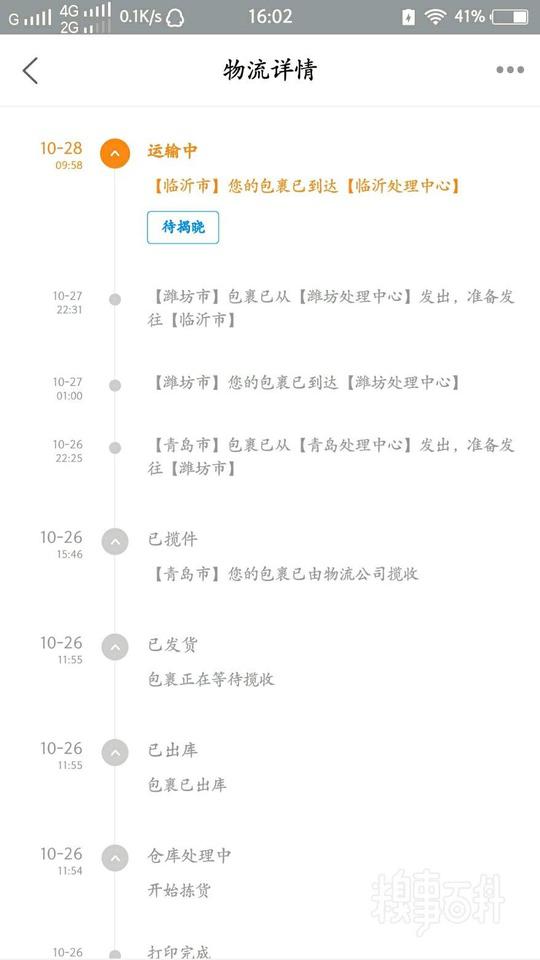 G 4G 2G 0.1K/s 16:02 41%
物流详情
10-28 运输中
09:58
【临沂市】您的包裹已到达【临沂处理中心】
待揭晓
10-27 【潍坊市】包裹已从【潍坊处理中心】发出，准备发
22:31 往【临沂市】
10-27 【潍坊市】您的包裹已到达【潍坊处理中心】
01:00
10-26 【青岛市】包裹已从【青岛处理中心】发出，准备发
22:25 往【潍坊市】
10-26 已揽件
15:46
【青岛市】您的包裹已由物流公司揽收
10-26 已发货
11:55
包裹正在等待揽收
10-26 已出库
11:55
包裹已出库
10-26 仓库处理中
11:54
开始拣货
糗事百科
10-26 打印完成